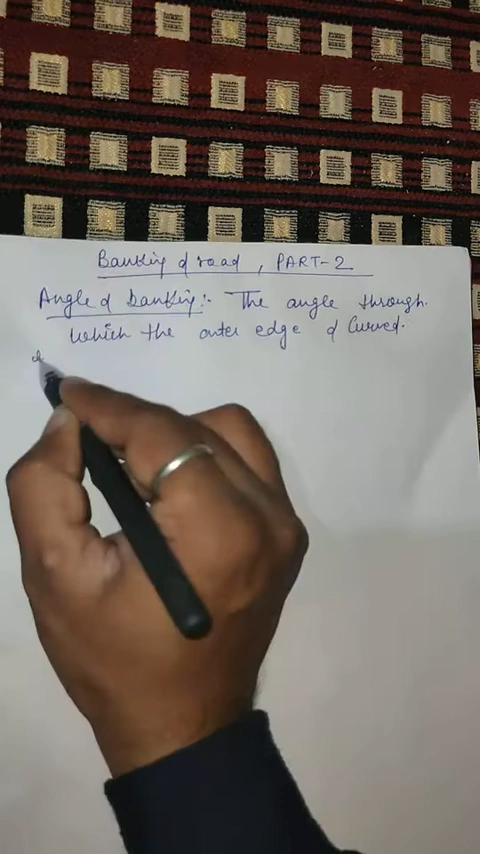 Banking of road, PART-2
Angle of banking:- The angle through
which the outer edge of curved